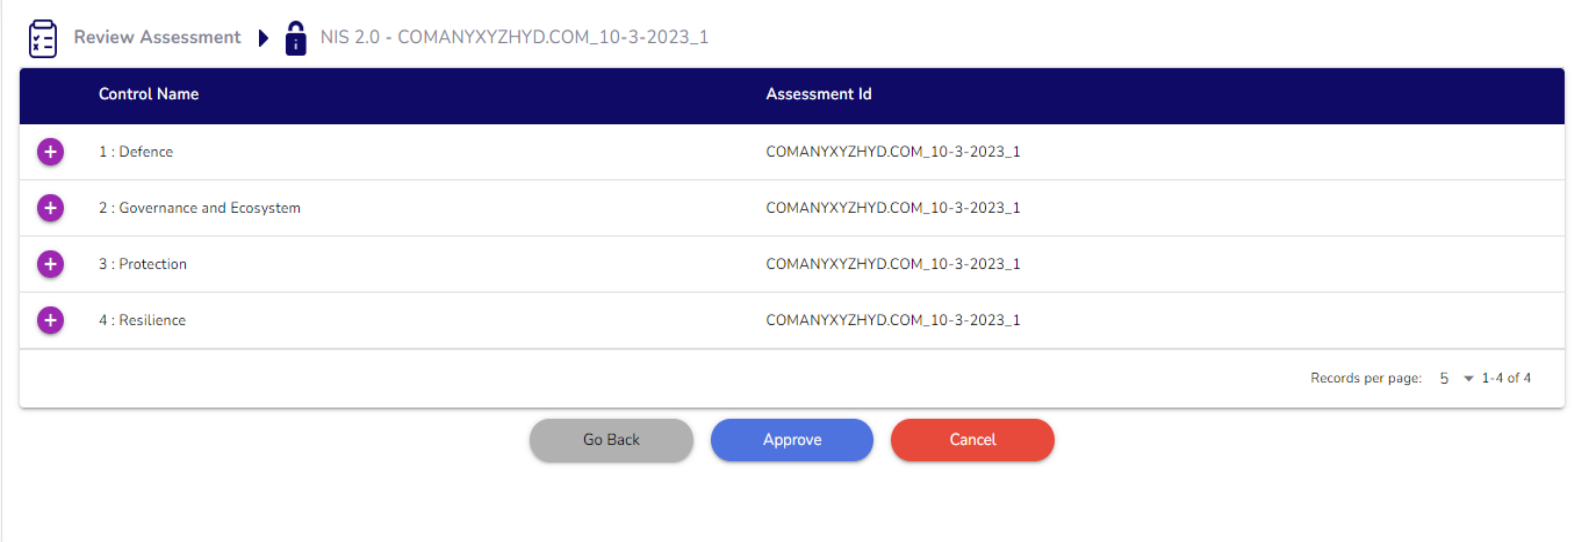 Review Assessment NIS 2.0 - COMANYXYZHYD.COM_10-3-2023_1
Control Name Assessment Id
1 : Defence COMANYXYZHYD.COM_10-3-2023_1
2 : Governance and Ecosystem COMANYXYZHYD.COM_10-3-2023_1
3 : Protection COMANYXYZHYD.COM_10-3-2023_1
4 : Resilience COMANYXYZHYD.COM_10-3-2023_1
Records per page: 5 1-4 of 4
Go Back Approve Cancel